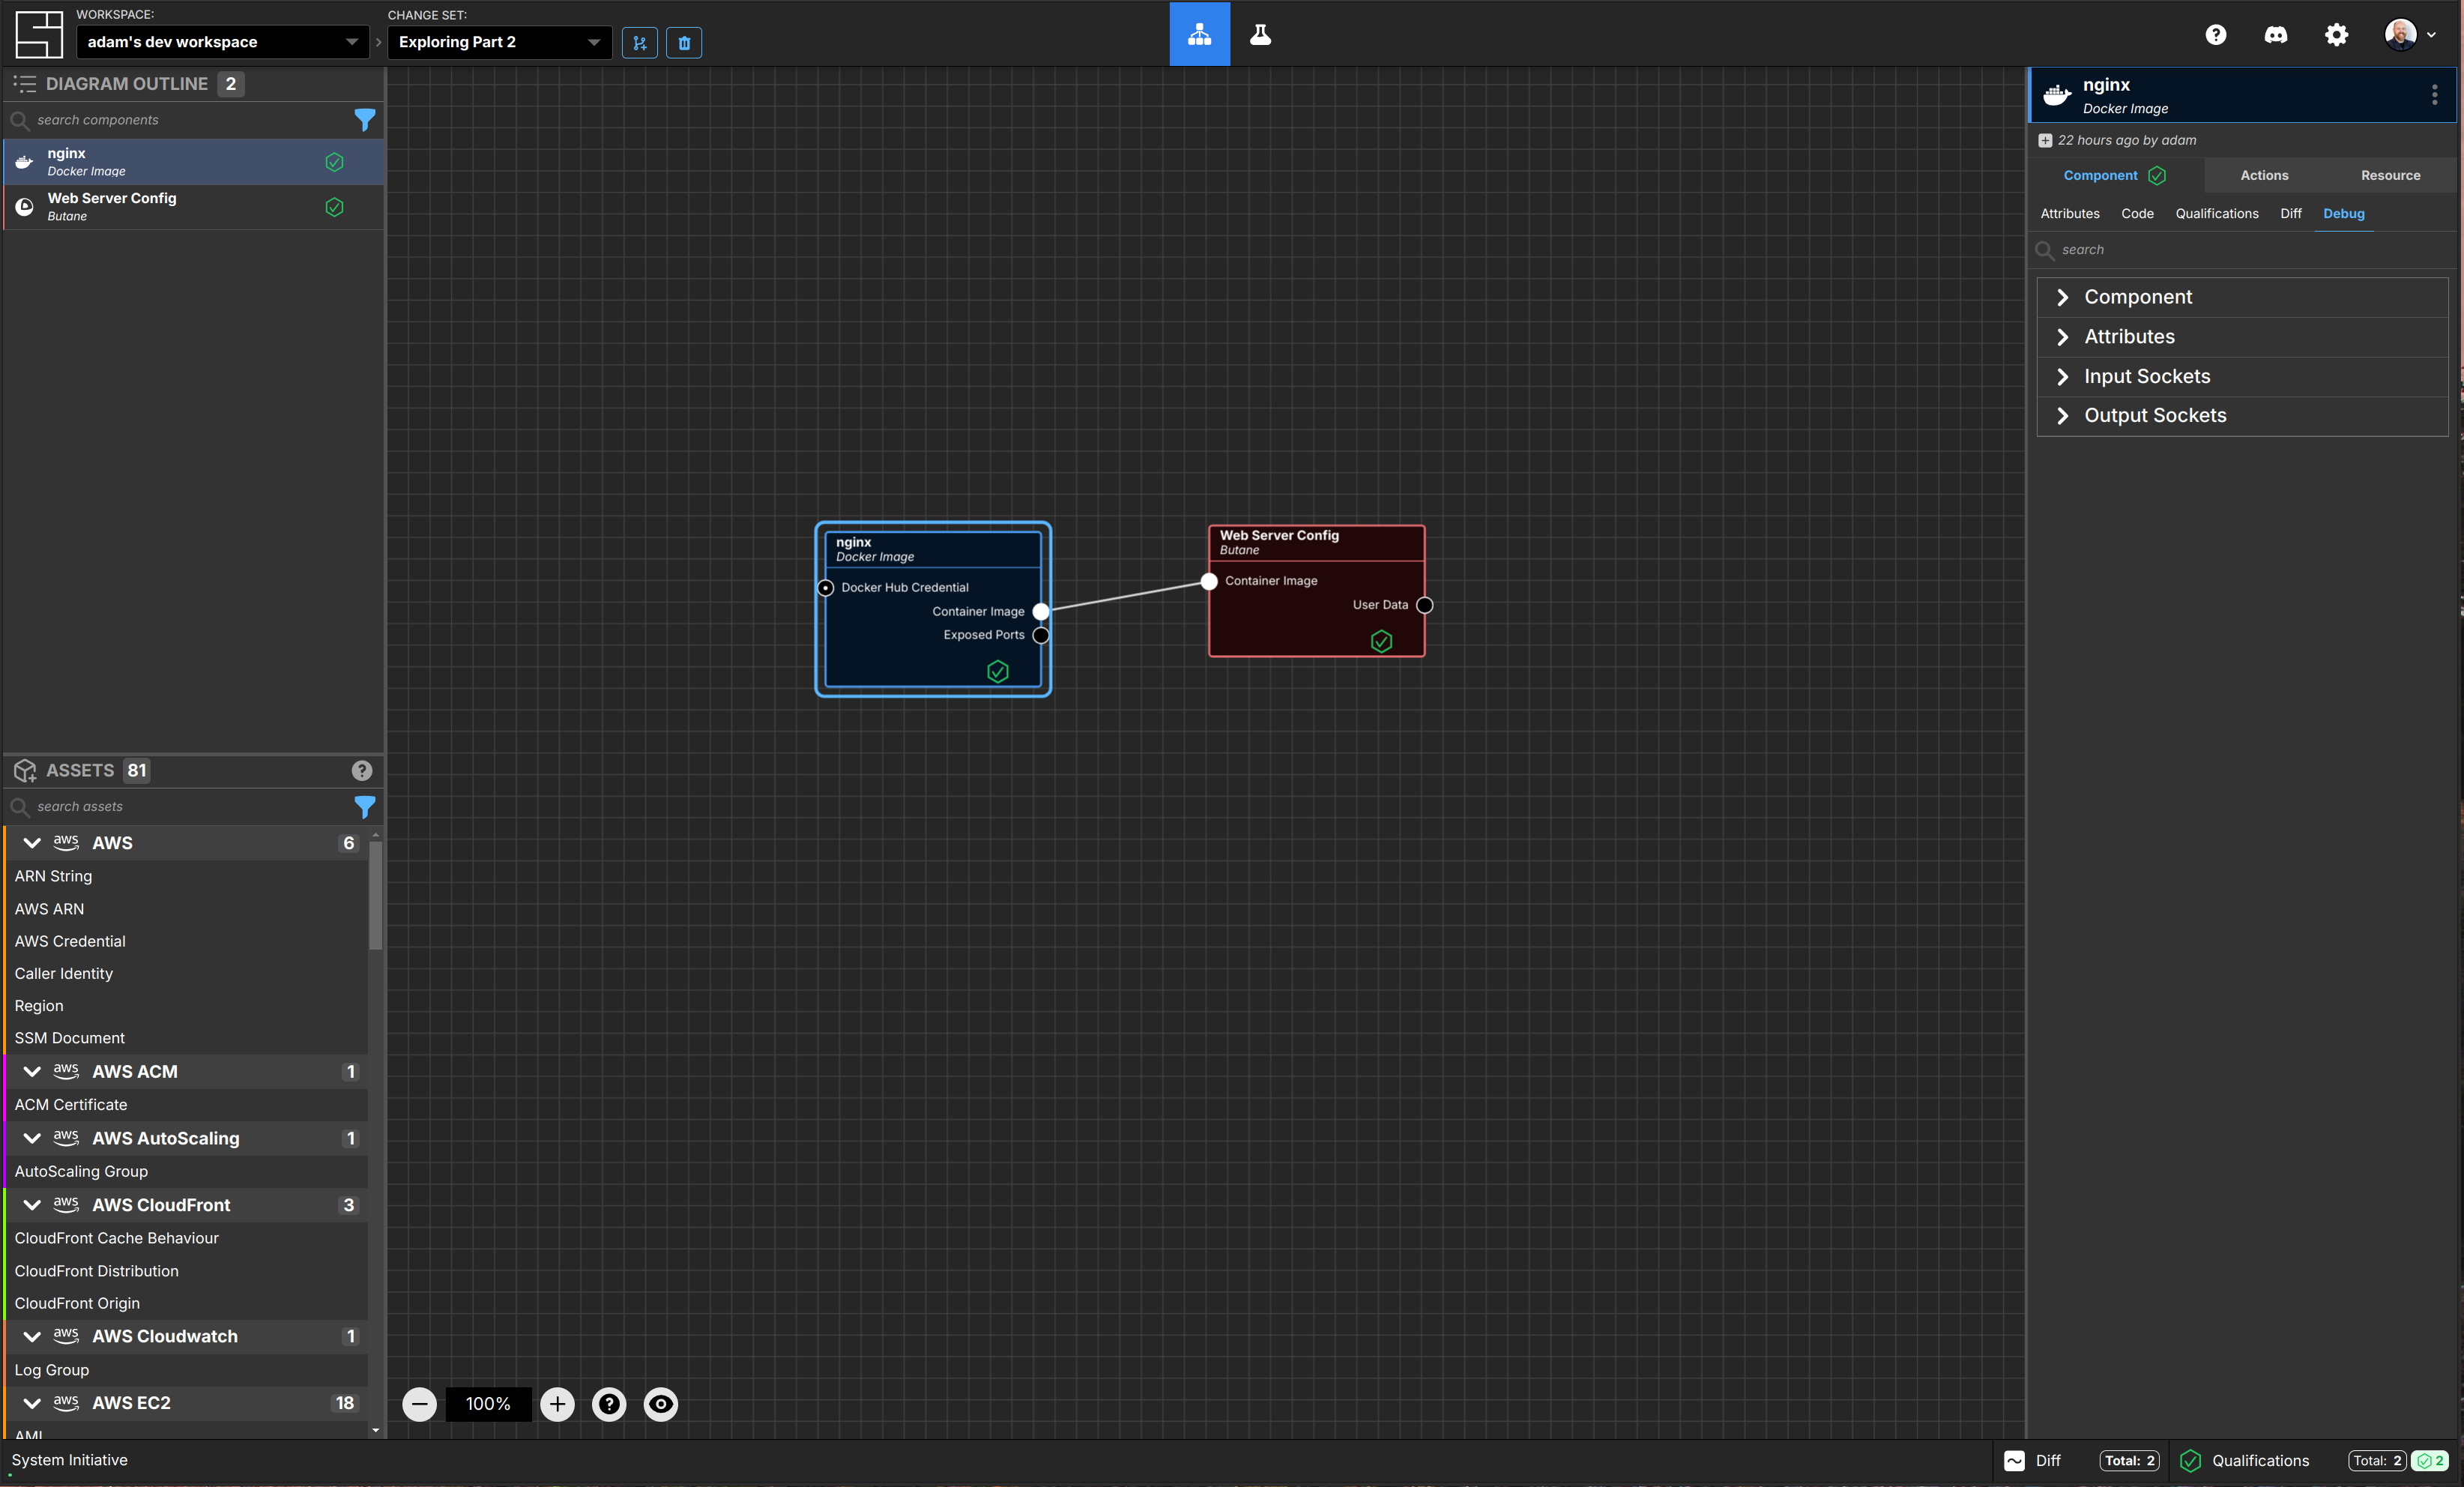 WORKSPACE:
adam's dev workspace
CHANGE SET:
Exploring Part 2
DIAGRAM OUTLINE 2
search components
nginx
Docker Image
Web Server Config
Butane
ASSETS 81
search assets
aws AWS 6
ARN String
AWS ARN
AWS Credential
Caller Identity
Region
SSM Document
aws AWS ACM 1
ACM Certificate
aws AWS AutoScaling 1
AutoScaling Group
aws AWS CloudFront 3
CloudFront Cache Behaviour
CloudFront Distribution
CloudFront Origin
aws AWS Cloudwatch 1
Log Group
aws AWS EC2 18
AMI
nginx
Docker Image
Docker Hub Credential
Container Image
Exposed Ports
Web Server Config
Butane
Container Image
User Data
100%
nginx
Docker Image
22 hours ago by adam
Component Actions Resource
Attributes Code Qualifications Diff Debug
search
Component
Attributes
Input Sockets
Output Sockets
System Initiative
Diff Total: 2 Qualifications Total: 2 2